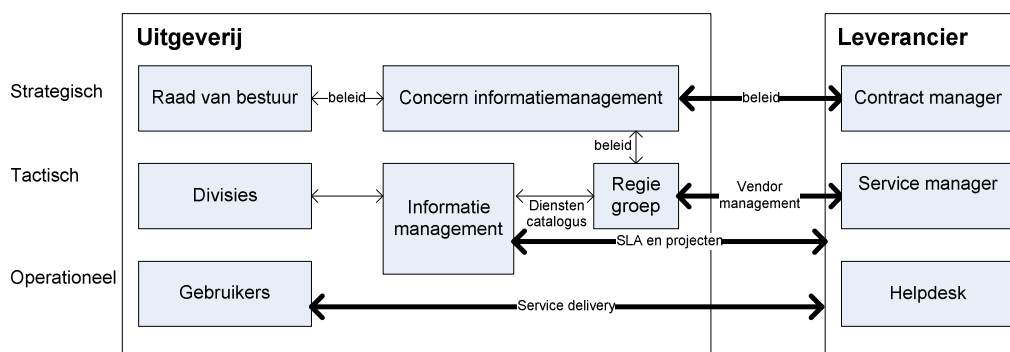 Uitgeverij
Leverancier
Strategisch
Raad van bestuur
beleid
Concern informatiemanagement
beleid
Contract manager
beleid
Tactisch
Divisies
Informatie
management
Diensten
catalogus
Regie
groep
Vendor
management
Service manager
SLA en projecten
Operationeel
Gebruikers
Service delivery
Helpdesk